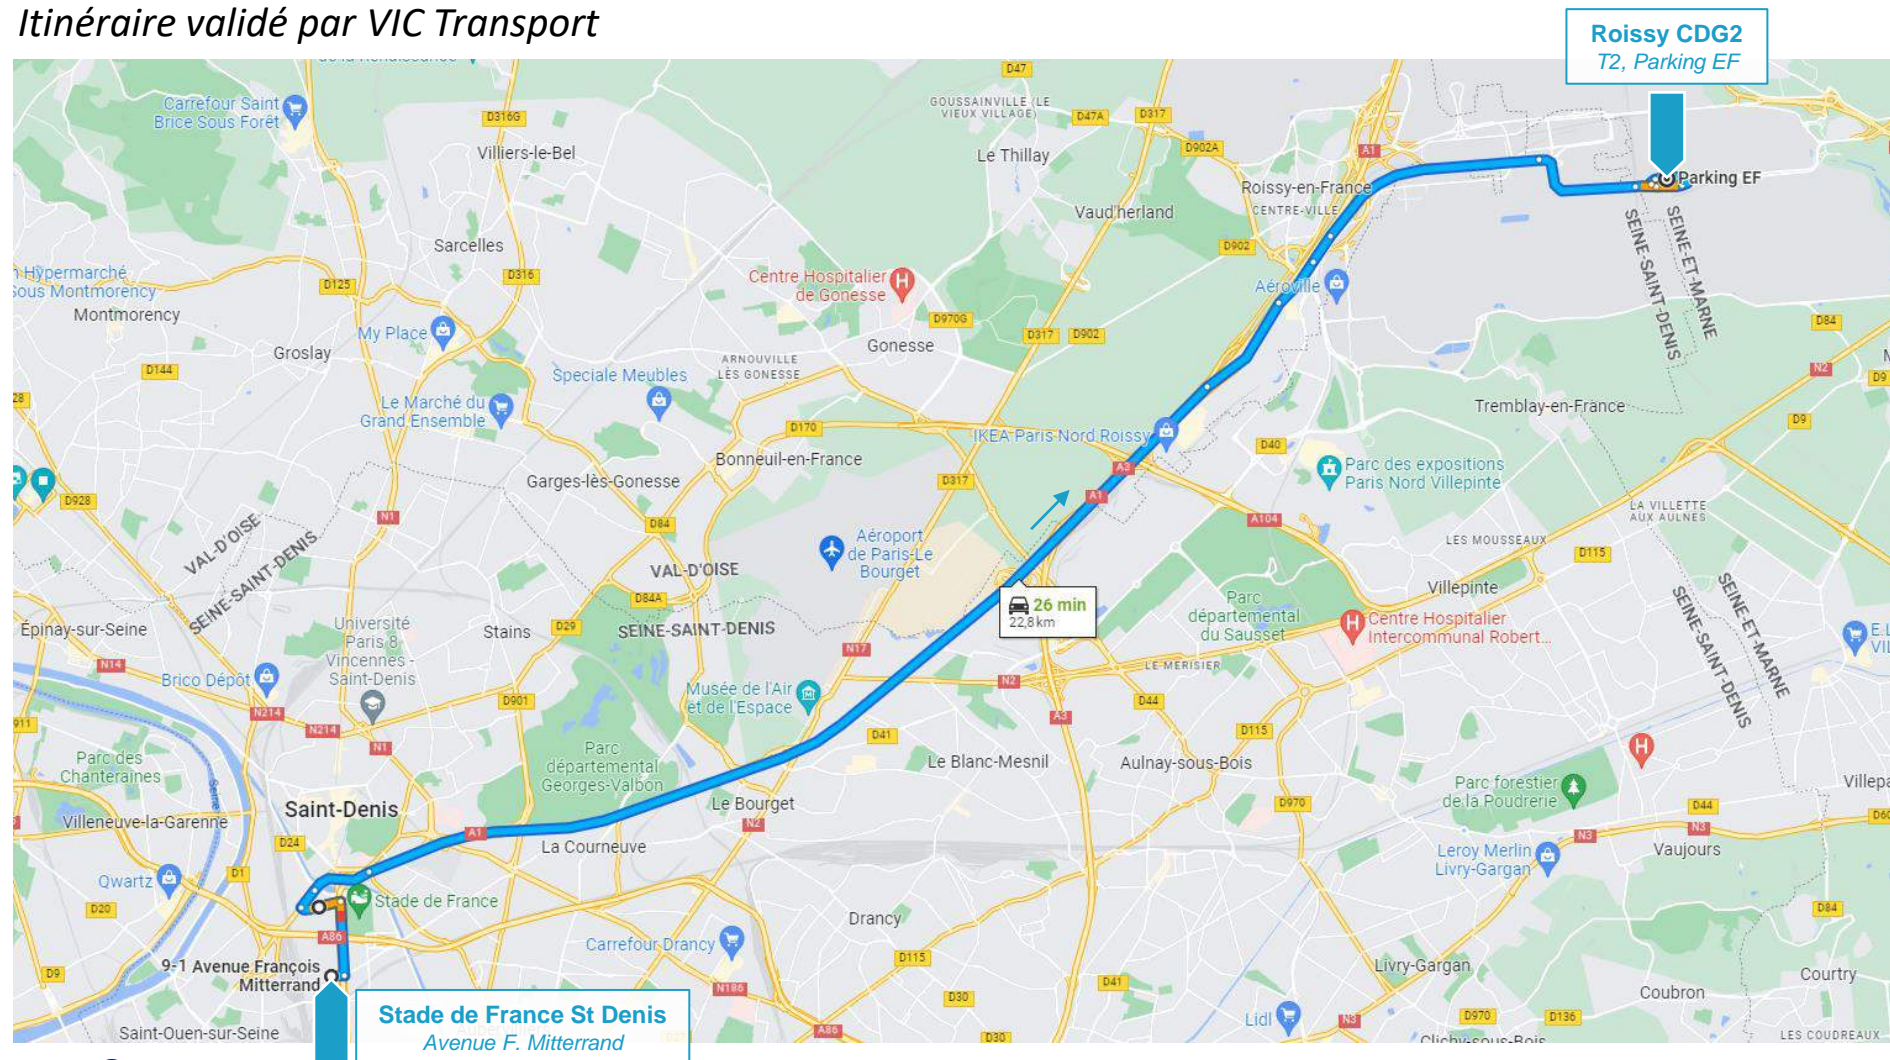 Itinéraire validé par VIC Transport
Roissy CDG2
T2, Parking EF
D47
Carrefour Saint
Brice Sous Forêt
D316G
GOUSSAINVILLE (LE
VIEUX VILLAGE)
D47A
D317
Villiers-le-Bel
Le Thillay
D902A
A1
Parking EF
Roissy-en-France
CENTRE-VILLE
Vaud'herland
SEINE-ET-MARNE
SEINE-SAINT-DENIS
Sarcelles
D902
Hypermarché
sous Montmorency
D125
D316
Centre Hospitalier
de Gonesse
Aéroville
Montmorency
My Place
D970G
D317
D902
D84
Groslay
ARNOUVILLE
LÈS GONESSE
Gonesse
D144
Speciale Meubles
N2
D9
28
Le Marché du
Grand Ensemble
Tremblay-en-France
D170
IKEA Paris Nord Roissy
D40
D9
Bonneuil-en-France
A3
Parc des expositions
Paris Nord Villepinte
Garges-lès-Gonesse
D317
A1
D928
N1
D84
A104
LA VILLETTE
AUX AULNES
VAL-D'OISE
SEINE-SAINT-DENIS
Aéroport
de Paris-Le
Bourget
LES MOUSSEAUX
D115
VAL-D'OISE
Villepinte
SEINE-ET-MARNE
SEINE-SAINT-DENIS
D84A
26 min
22,8 km
Parc
départemental
du Sausset
Centre Hospitalier
Intercommunal Robert...
Épinay-sur-Seine
Université
Paris 8
Vincennes -
Saint-Denis
Stains
D29
SEINE-SAINT-DENIS
N17
LE MERISIER
N14
Brico Dépôt
Musée de l'Air
et de l'Espace
N2
D901
D44
N214
N214
A3
911
N1
D41
D115
Parc des
Chanteraines
Seine
Parc
départemental
Georges-Valbon
Le Blanc-Mesnil
Aulnay-sous-Bois
Parc forestier
de la Poudrerie
Saint-Denis
Le Bourget
D970
D44
D60
Villeneuve-la-Garenne
N2
A1
N3
N3
D24
La Courneuve
Leroy Merlin
Livry-Gargan
Vaujours
Qwartz
D1
Stade de France
D20
Drancy
D84
A86
Carrefour Drancy
D115
9-1 Avenue François
Mitterrand
D9
Livry-Gargan
Courtry
N186
D30
D41
Coubron
Stade de France St Denis
Avenue F. Mitterrand
Saint-Ouen-sur-Seine
A86
D30
Lidl
N3
D970
D136
LES COUDREAUX
Clichy-sous-Bois